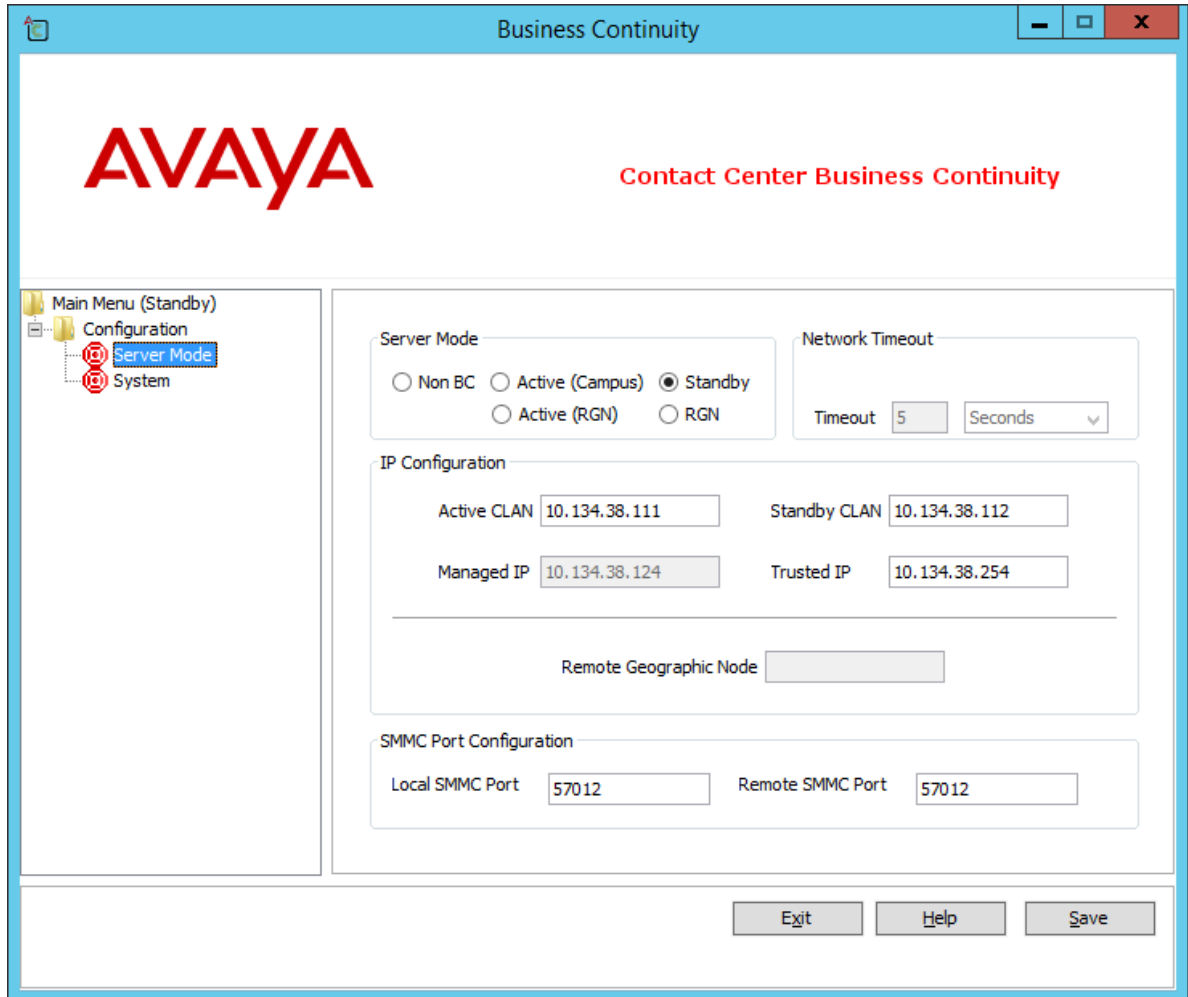 Business Continuity
AVAYA
Contact Center Business Continuity
Main Menu (Standby)
Configuration
Server Mode
System
Server Mode
Non BC
Active (Campus)
Standby
Active (RGN)
RGN
Network Timeout
Timeout
5
Seconds
IP Configuration
Active CLAN
10.134.38.111
Standby CLAN
10.134.38.112
Managed IP
10.134.38.124
Trusted IP
10.134.38.254
Remote Geographic Node
SMMC Port Configuration
Local SMMC Port
57012
Remote SMMC Port
57012
Exit
Help
Save